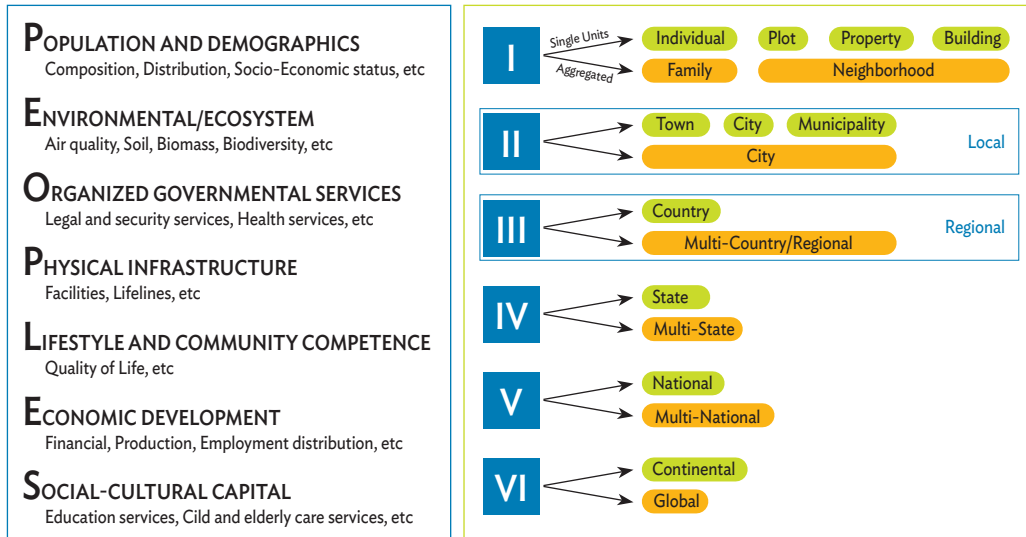 POPULATION AND DEMOGRAPHICS
Composition, Distribution, Socio-Economic status, etc
ENVIRONMENTAL/ECOSYSTEM
Air quality, Soil, Biomass, Biodiversity, etc
ORGANIZED GOVERNMENTAL SERVICES
Legal and security services, Health services, etc
PHYSICAL INFRASTRUCTURE
Facilities, Lifelines, etc
LIFESTYLE AND COMMUNITY COMPETENCE
Quality of Life, etc
ECONOMIC DEVELOPMENT
Financial, Production, Employment distribution, etc
SOCIAL-CULTURAL CAPITAL
Education services, Cild and elderly care services, etc
I
Single Units
Individual Plot Property Building
Aggregated
Family Neighborhood
II
Town City Municipality
City
Local
III
Country
Multi-Country/Regional
Regional
IV
State
Multi-State
V
National
Multi-National
VI
Continental
Global